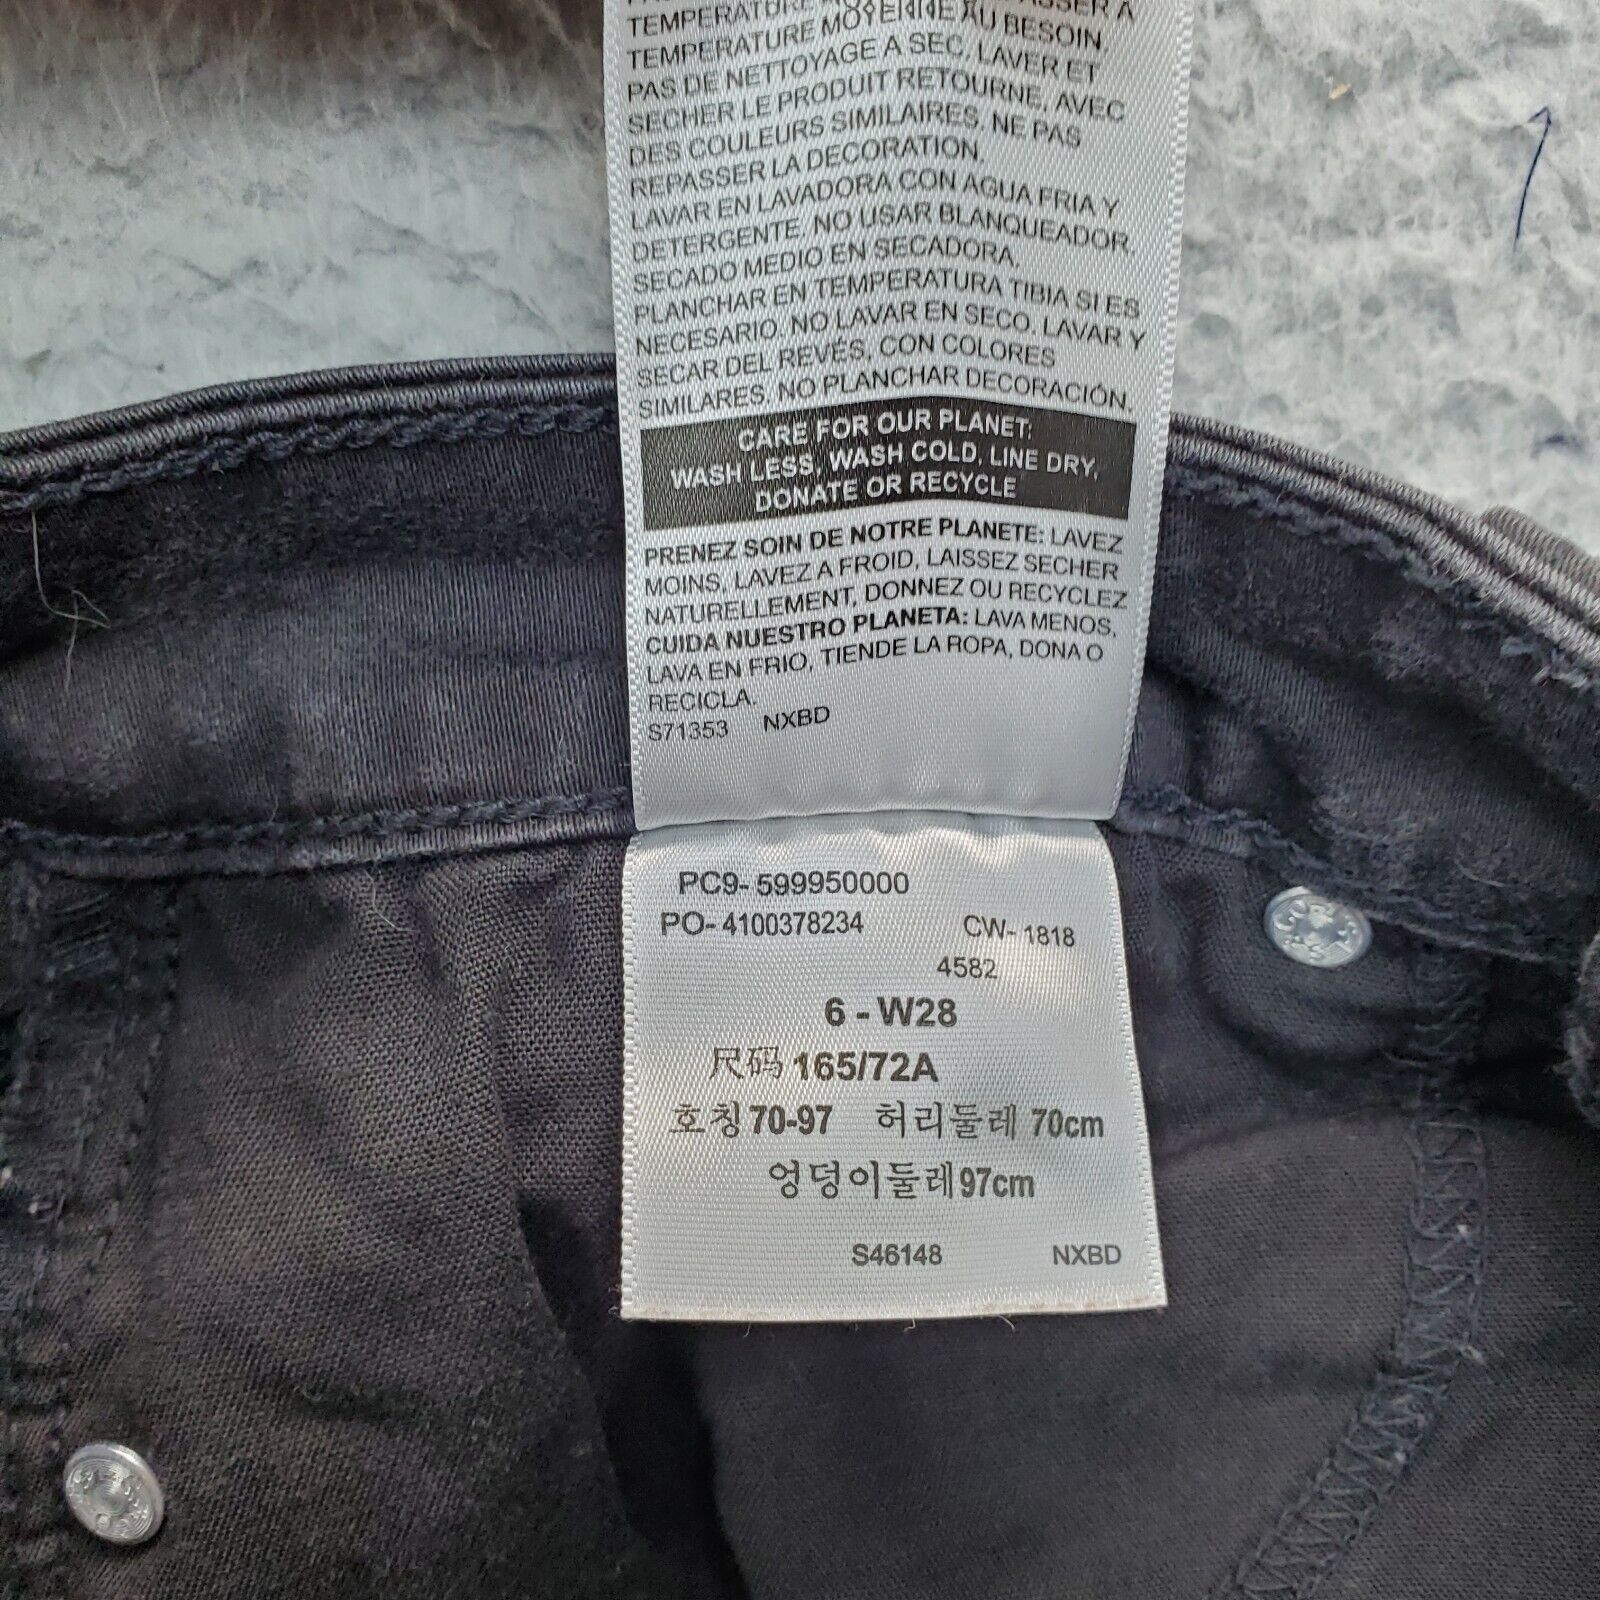 TEMPERATURE MOYENNE AU BESOIN
PAS DE NETTOYAGE A SEC, LAVER ET
SECHER LE PRODUIT RETOURNE, AVEC
DES COULEURS SIMILAIRES, NE PAS
REPASSER LA DECORATION.
LAVAR EN LAVADORA CON AGUA FRIA Y
DETERGENTE, NO USAR BLANQUEADOR,
SECADO MEDIO EN SECADORA,
PLANCHAR EN TEMPERATURA TIBIA SI ES
NECESARIO. NO LAVAR EN SECO. LAVAR Y
SECAR DEL REVÉS, CON COLORES
SIMILARES. NO PLANCHAR DECORACIÓN.
CARE FOR OUR PLANET:
WASH LESS, WASH COLD, LINE DRY,
DONATE OR RECYCLE
PRENEZ SOIN DE NOTRE PLANETE: LAVEZ
MOINS, LAVEZ A FROID, LAISSEZ SECHER
NATURELLEMENT, DONNEZ OU RECYCLEZ
CUIDA NUESTRO PLANETA: LAVA MENOS,
LAVA EN FRIO, TIENDE LA ROPA, DONA O
RECICLA.
S71353 NXBD
PC9- 599950000
PO- 4100378234 CW- 1818
4582
6 - W28
尺码 165/72A
호칭 70-97 허리둘레 70cm
엉덩이둘레 97cm
S46148 NXBD